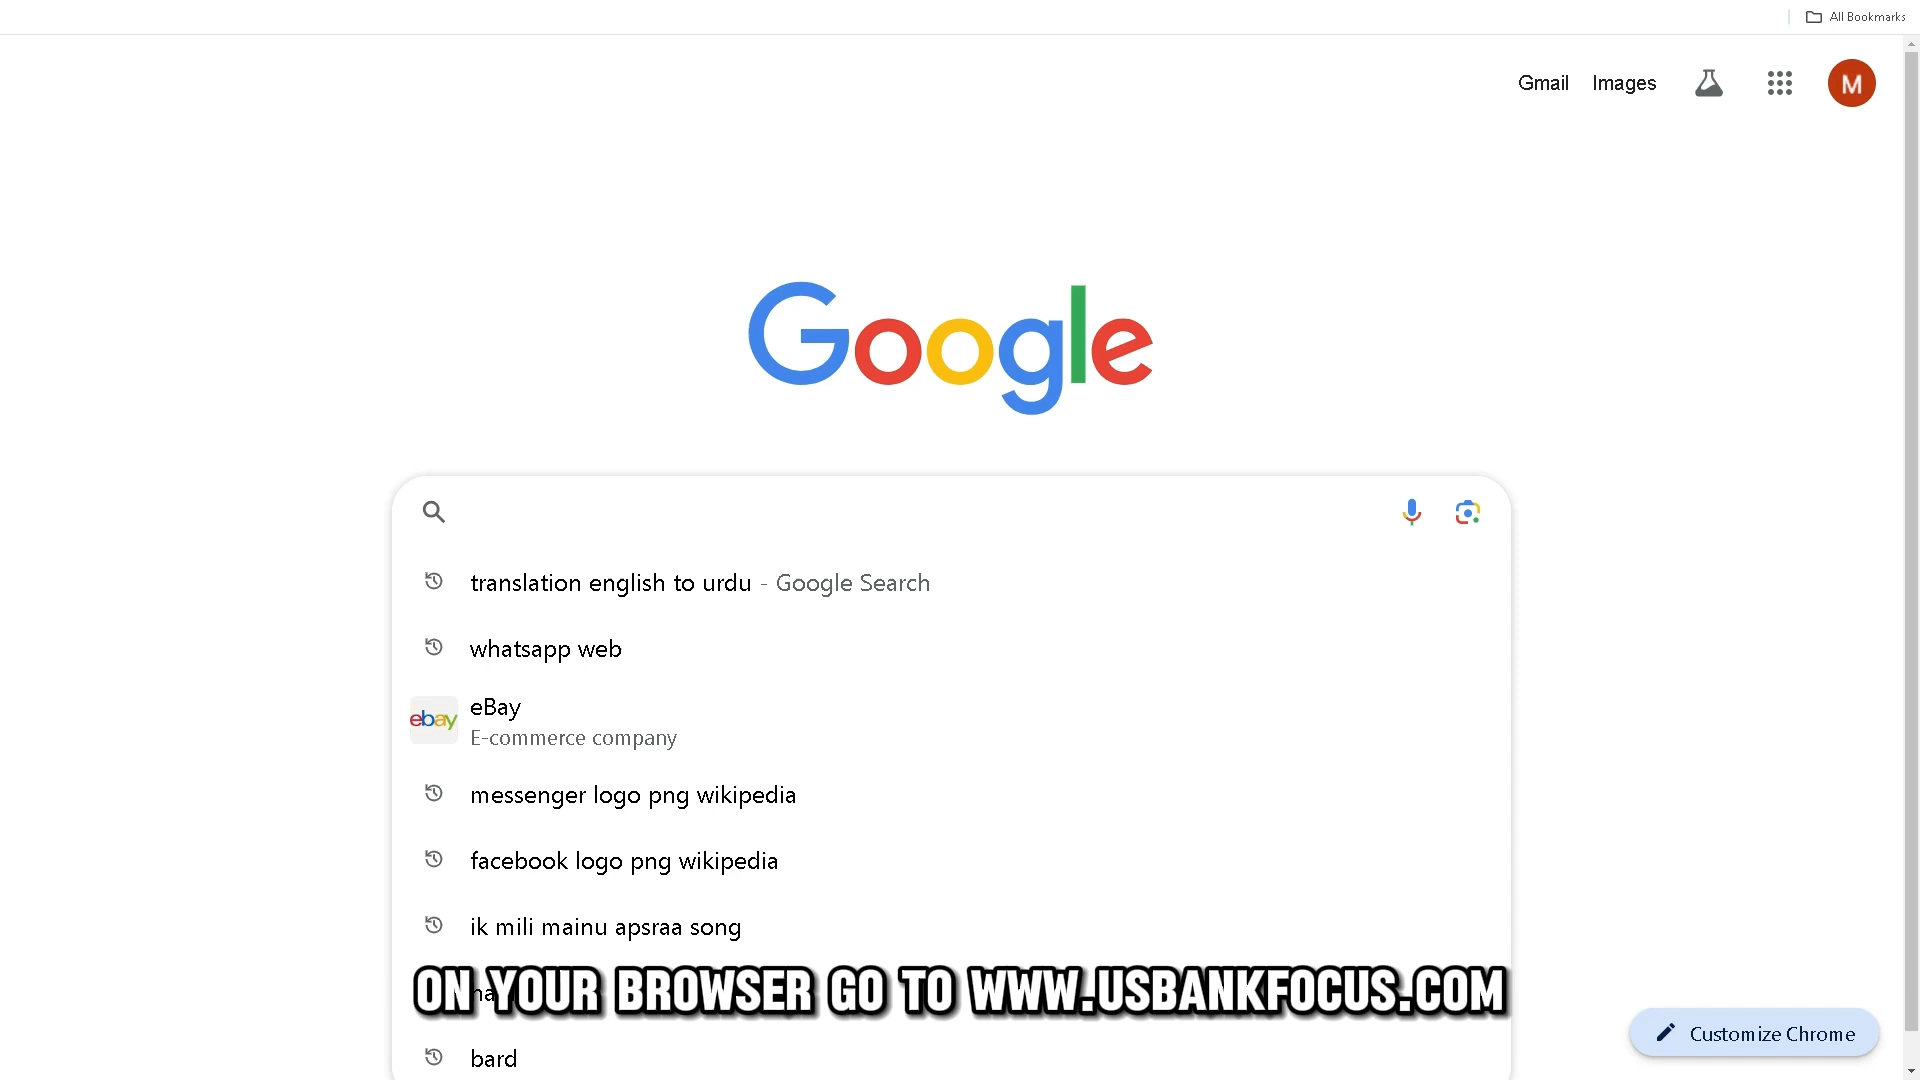 All Bookmarks
Gmail Images
M
Google
translation english to urdu - Google Search
whatsapp web
ebay
eBay
E-commerce company
messenger logo png wikipedia
facebook logo png wikipedia
ik mili mainu apsraa song
ON YOUR BROWSER GO TO WWW.USBANKFOCUS.COM
Customize Chrome
bard